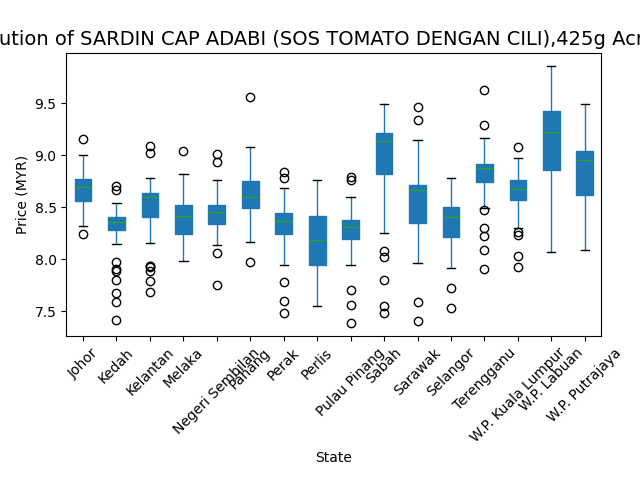 ution of SARDIN CAP ADABI (SOS TOMATO DENGAN CILI),425g Acr
Price (MYR)
9.5
9.0
8.5
8.0
7.5
Johor
Kedah
Kelantan
Melaka
Negeri Sembilan
Pahang
Perak
Perlis
Pulau Pinang
Sabah
Sarawak
Selangor
Terengganu
W.P. Kuala Lumpur
W.P. Labuan
W.P. Putrajaya
State